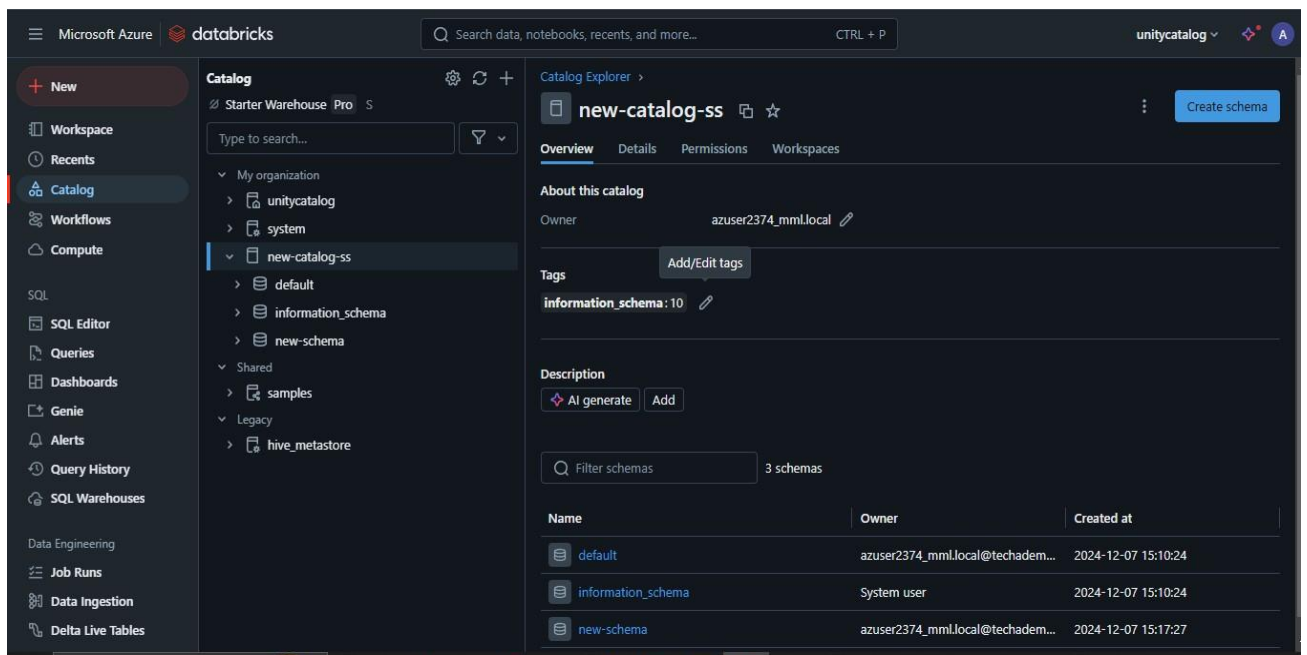 Microsoft Azure databricks
Search data, notebooks, recents, and more... CTRL + P
unitycatalog
A
New
Workspace
Recents
Catalog
Workflows
Compute
SQL
SQL Editor
Queries
Dashboards
Genie
Alerts
Query History
SQL Warehouses
Data Engineering
Job Runs
Data Ingestion
Delta Live Tables
Catalog
Starter Warehouse Pro S
Type to search...
My organization
unitycatalog
system
new-catalog-ss
default
information_schema
new-schema
Shared
samples
Legacy
hive_metastore
Catalog Explorer >
new-catalog-ss
Create schema
Overview Details Permissions Workspaces
About this catalog
Owner azuser2374_mml.local
Add/Edit tags
Tags
information_schema: 10
Description
AI generate Add
Filter schemas 3 schemas
Name Owner Created at
default azuser2374_mml.local@techadem... 2024-12-07 15:10:24
information_schema System user 2024-12-07 15:10:24
new-schema azuser2374_mml.local@techadem... 2024-12-07 15:17:27